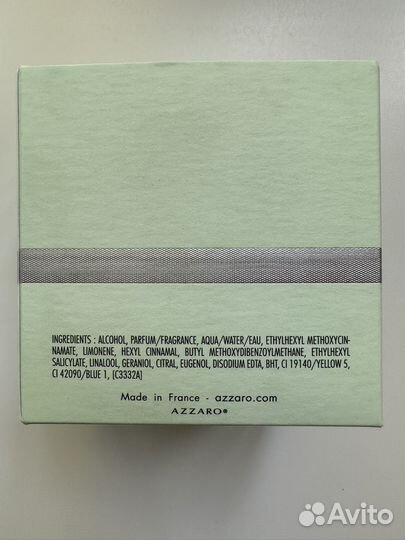 INGREDIENTS : ALCOHOL, PARFUM/FRAGRANCE, AQUA/WATER/EAU, ETHYLHEXYL METHOXYCIN-
NAMATE, LIMONENE, HEXYL CINNAMAL, BUTYL METHOXYDIBENZOYLMETHANE, ETHYLHEXYL
SALICYLATE, LINALOOL, GERANIOL, CITRAL, EUGENOL, DISODIUM EDTA, BHT, CI 19140/YELLOW 5,
CI 42090/BLUE 1, [C3332A]
Made in France - azzaro.com
AZZARO®
Avito